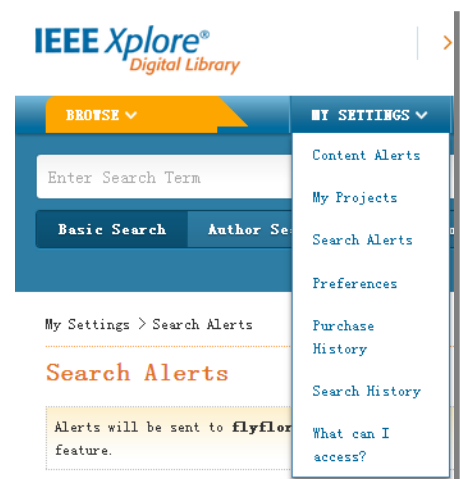 IEEE Xplore®
Digital Library
BROWSE
MY SETTINGS
Enter Search Term
Basic Search
Author Se
Content Alerts
My Projects
Search Alerts
Preferences
Purchase
History
Search History
What can I
access?
My Settings > Search Alerts
Search Alerts
Alerts will be sent to flyflor
feature.